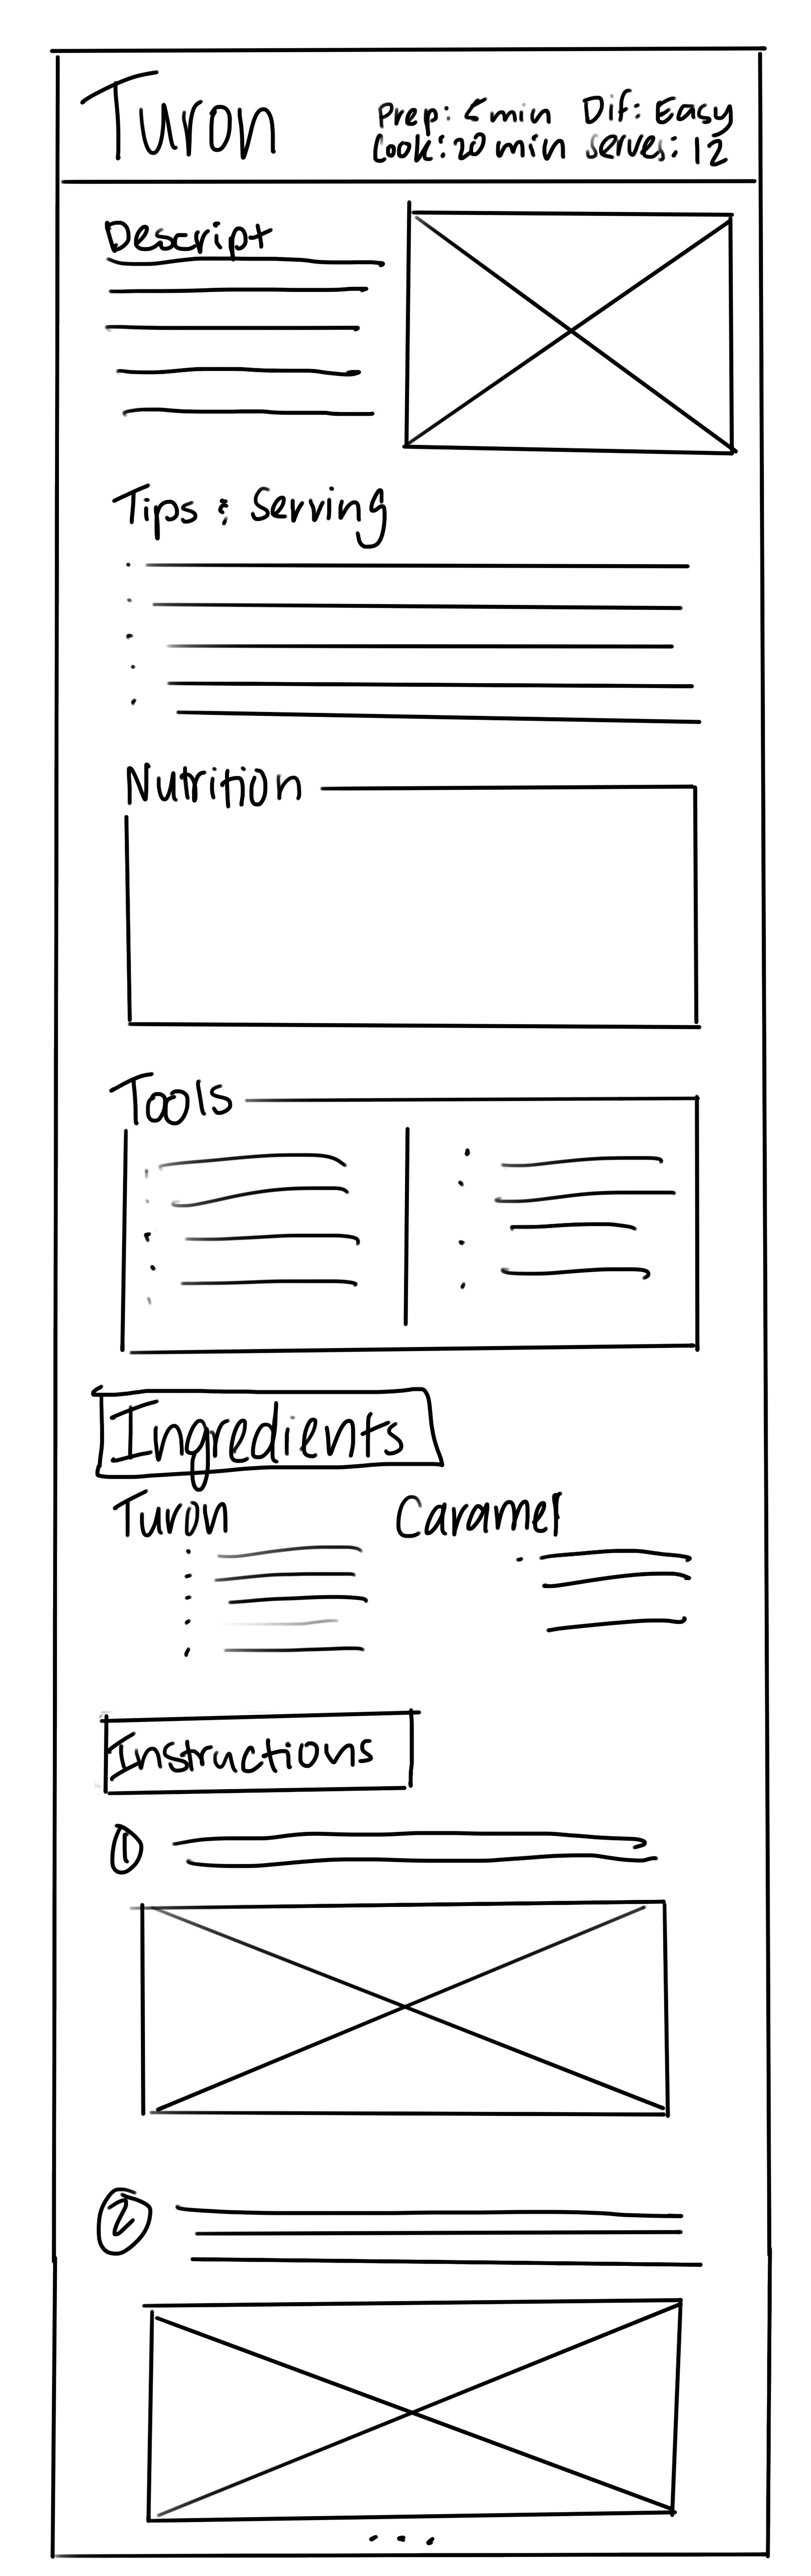 Turon
Prep: 5 min Dif: Easy
Cook: 20 min serves: 12
Descript
Tips & Serving
Nutrition
Tools
Ingredients
Turon Caramel
Instructions
1
2
...